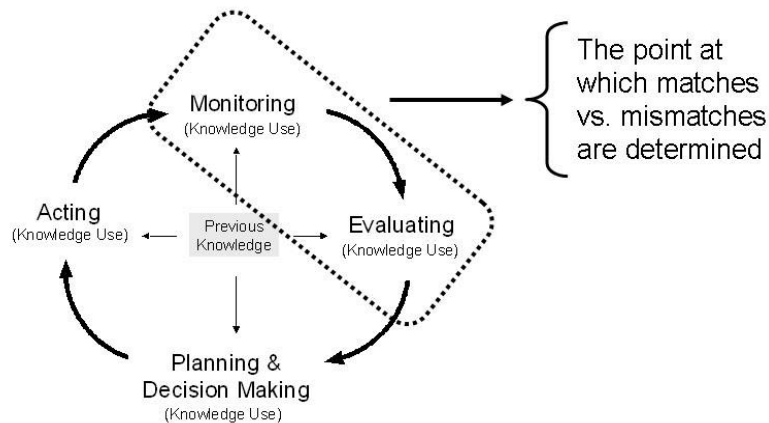 Monitoring
(Knowledge Use)
The point at
which matches
vs. mismatches
are determined
Acting
(Knowledge Use)
Previous
Knowledge
Evaluating
(Knowledge Use)
Planning &
Decision Making
(Knowledge Use)